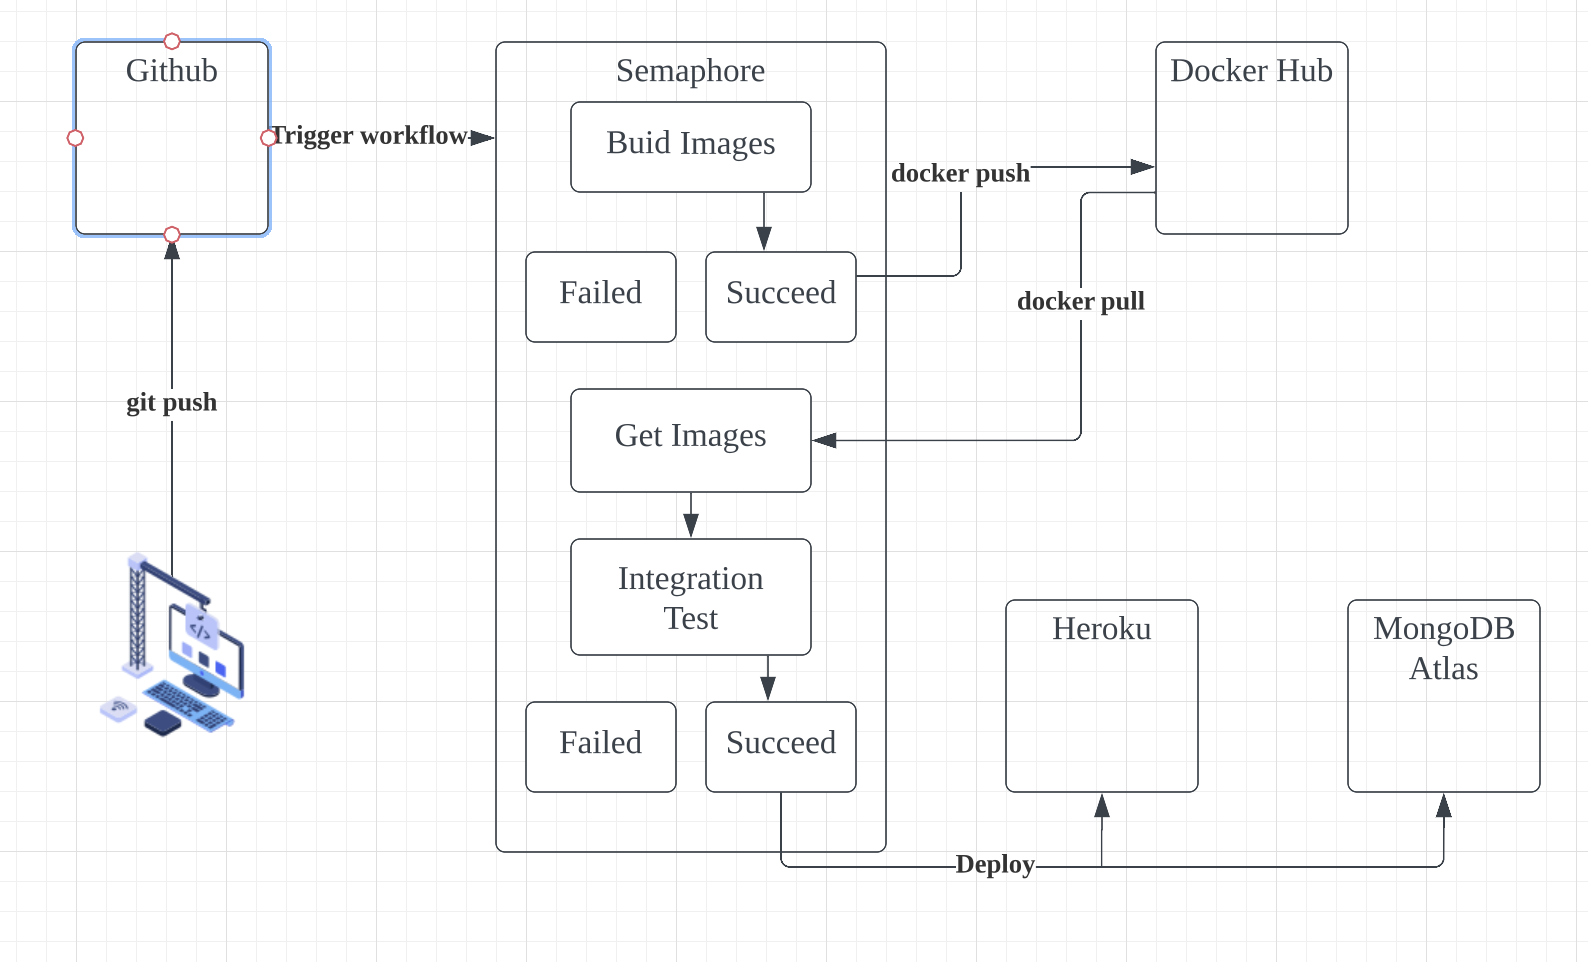 Github
Trigger workflow
git push
Semaphore
Buid Images
Failed
Succeed
docker push
Docker Hub
docker pull
Get Images
Integration
Test
Failed
Succeed
Deploy
Heroku
MongoDB
Atlas